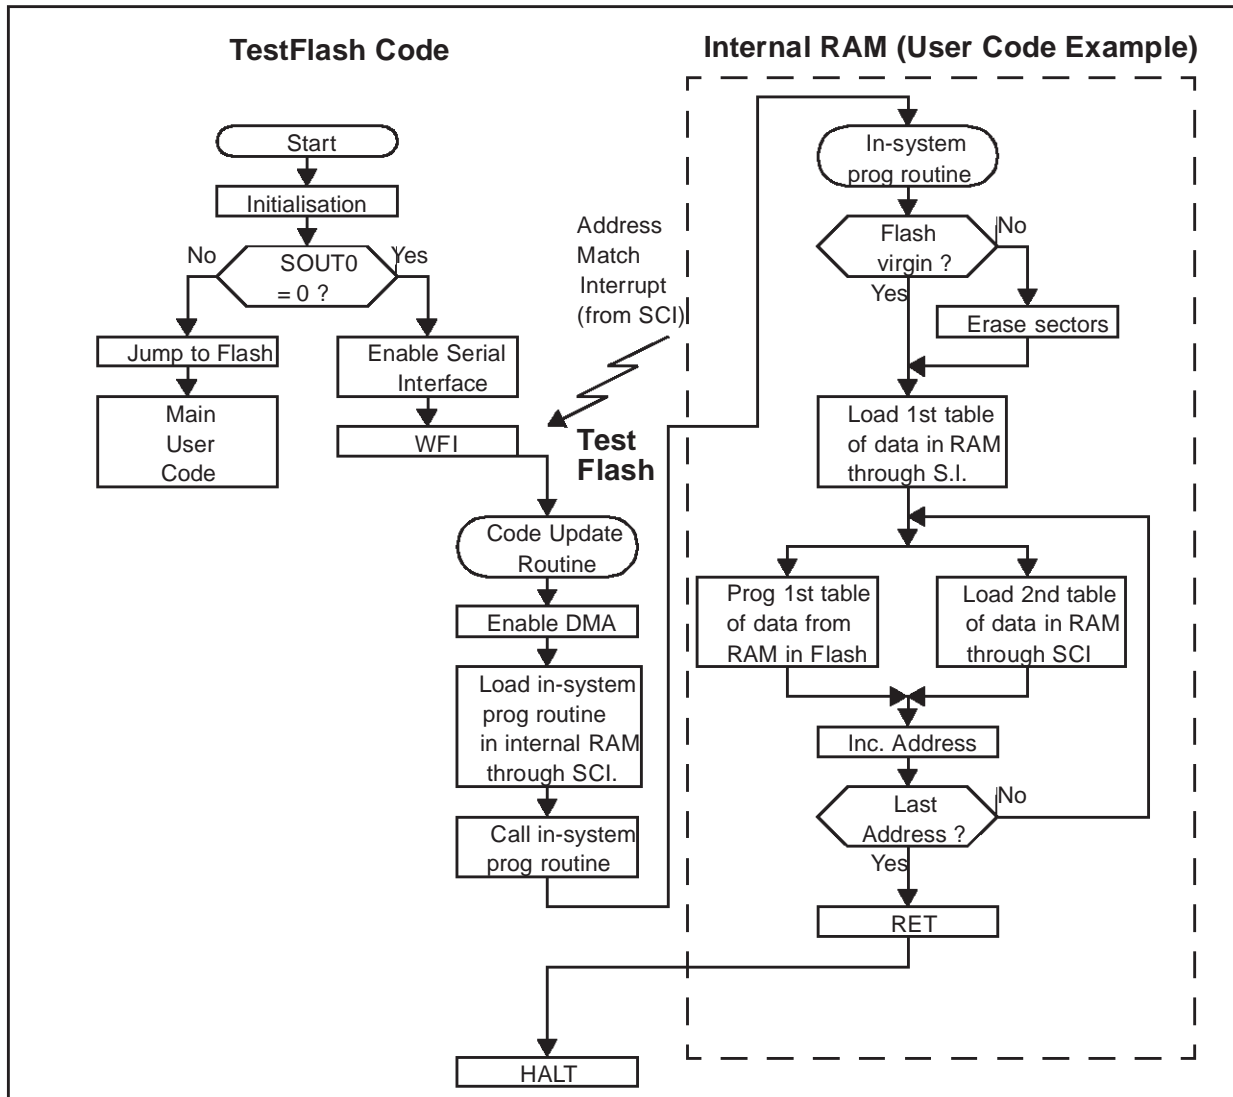 TestFlash Code
Internal RAM (User Code Example)
Start
Initialisation
No
SOUT0
= 0 ?
Yes
Jump to Flash
Main
User
Code
Enable Serial
Interface
WFI
Address
Match
Interrupt
(from SCI)
Test
Flash
Code Update
Routine
Enable DMA
Load in-system
prog routine
in internal RAM
through SCI.
Call in-system
prog routine
HALT
In-system
prog routine
Flash
virgin ?
No
Yes
Erase sectors
Load 1st table
of data in RAM
through S.I.
Prog 1st table
of data from
RAM in Flash
Load 2nd table
of data in RAM
through SCI
Inc. Address
Last
Address ?
No
Yes
RET